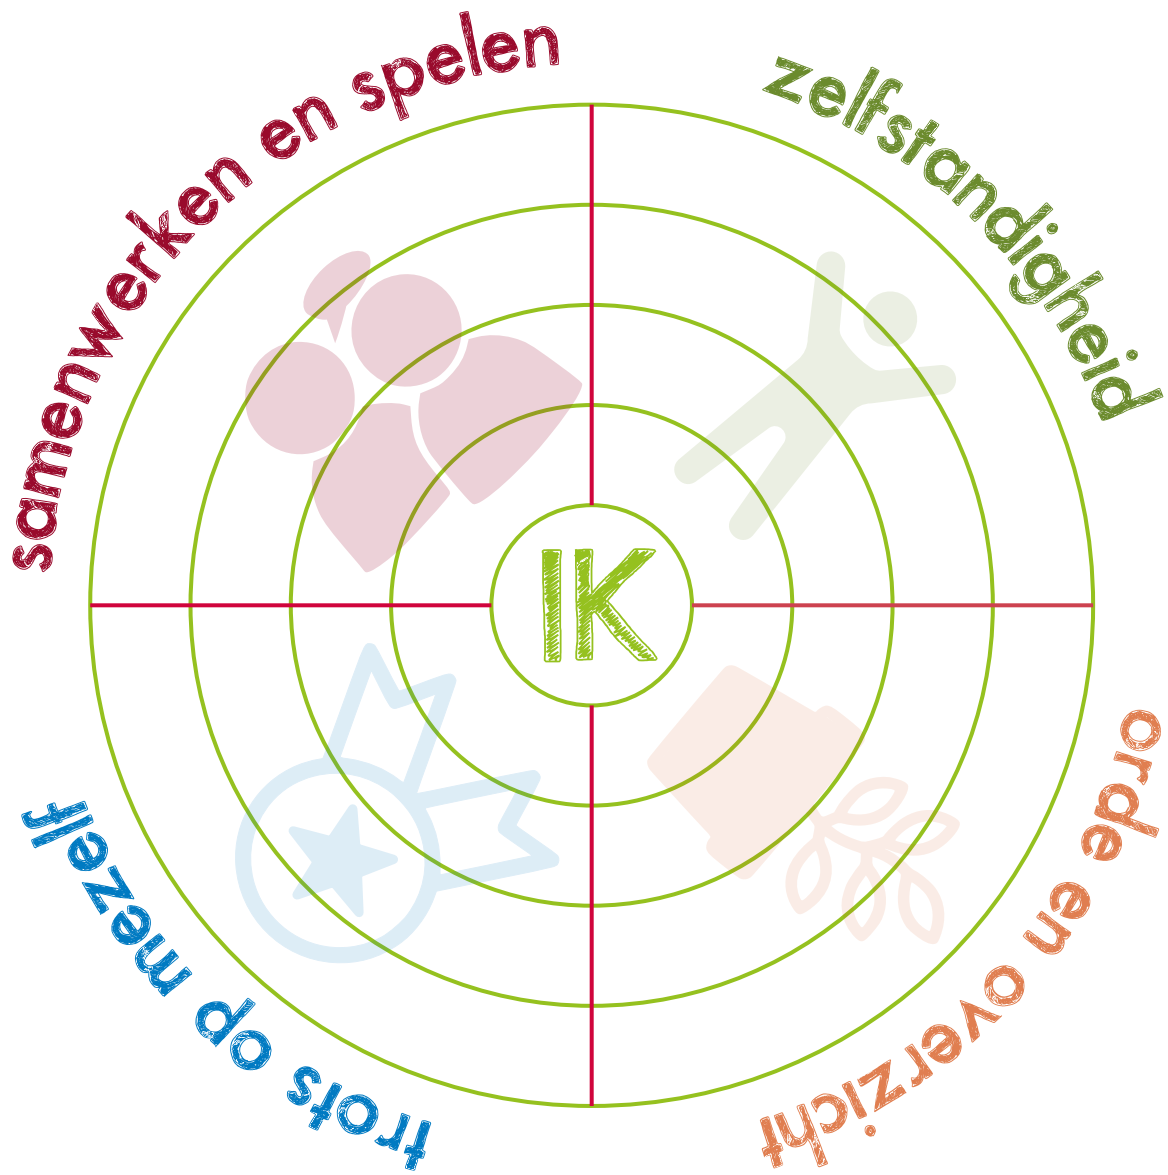 samenwerken en spelen
zelfstandigheid
IK
trots op mezelf
orde en overzicht